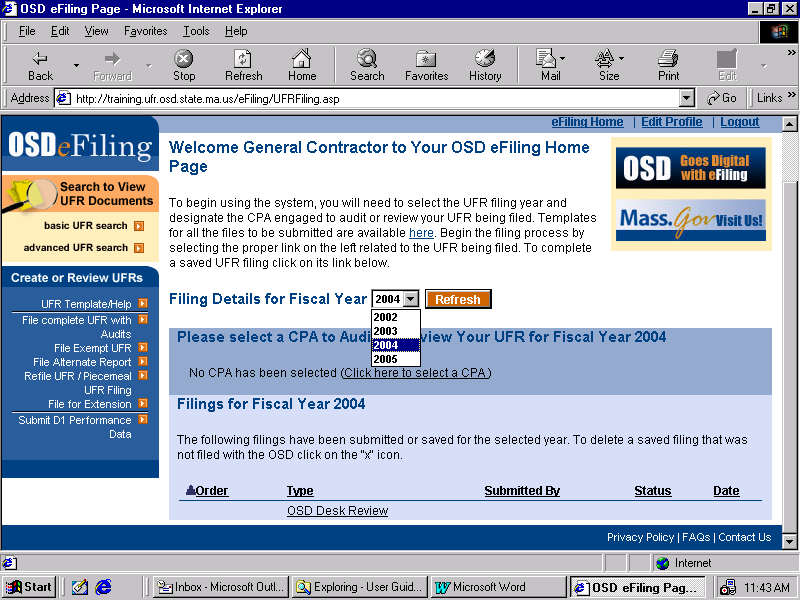 OSD eFiling Page - Microsoft Internet Explorer
File Edit View Favorites Tools Help
Back Forward Stop Refresh Home Search Favorites History Mail Size Print Edit »
Address http://training.ufr.osd.state.ma.us/eFiling/UFRFiling.asp Go Links »
eFiling Home | Edit Profile | Logout
OSDeFiling
Search to View
UFR Documents
basic UFR search
advanced UFR search
Create or Review UFRs
UFR Template/Help
File complete UFR with
Audits
File Exempt UFR
File Alternate Report
Refile UFR / Piecemeal
UFR Filing
File for Extension
Submit D1 Performance
Data
Welcome General Contractor to Your OSD eFiling Home
Page
To begin using the system, you will need to select the UFR filing year and
designate the CPA engaged to audit or review your UFR being filed. Templates
for all the files to be submitted are available here. Begin the filing process by
selecting the proper link on the left related to the UFR being filed. To complete
a saved UFR filing click on its link below.
OSD Goes Digital
with eFiling
Mass.Gov Visit Us!
Filing Details for Fiscal Year 2004 Refresh
2002
2003
2004
2005
Please select a CPA to Audi view Your UFR for Fiscal Year 2004
No CPA has been selected (Click here to select a CPA )
Filings for Fiscal Year 2004
The following filings have been submitted or saved for the selected year. To delete a saved filing that was
not filed with the OSD click on the "x" icon.
Order Type Submitted By Status Date
OSD Desk Review
Privacy Policy | FAQs | Contact Us
Internet
Start Inbox - Microsoft Outl... Exploring - User Guid... Microsoft Word OSD eFiling Pag... 11:43 AM